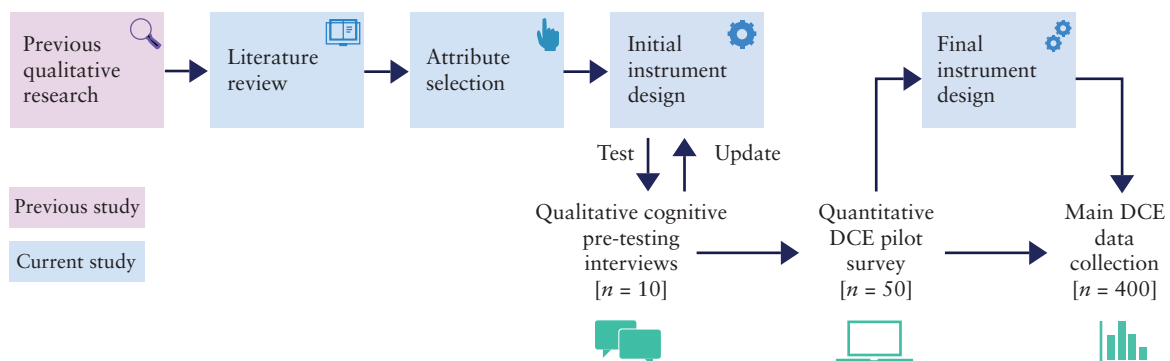 Previous
qualitative
research
Literature
review
Attribute
selection
Initial
instrument
design
Final
instrument
design
Test
Update
Previous study
Current study
Qualitative cognitive
pre-testing
interviews
[n = 10]
Quantitative
DCE pilot
survey
[n = 50]
Main DCE
data
collection
[n = 400]